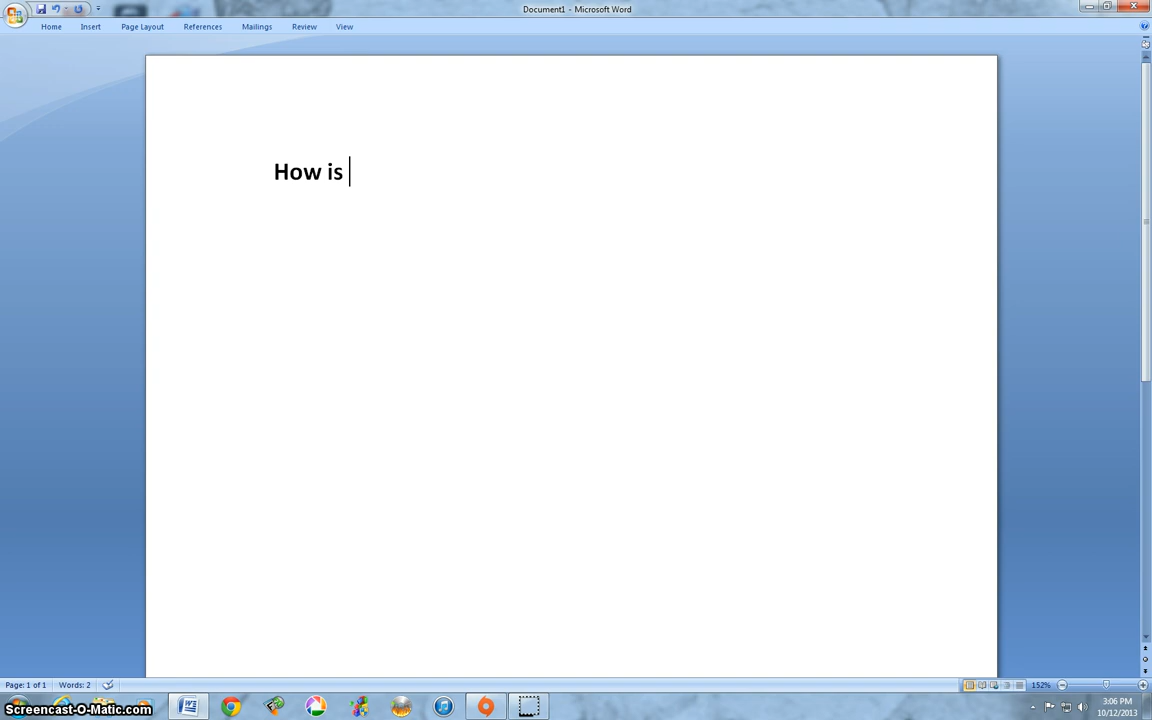 Document1 - Microsoft Word
Home Insert Page Layout References Mailings Review View
How is
Page: 1 of 1 Words: 2 152%
3:06 PM
10/12/2013
Screencast-O-Matic.com